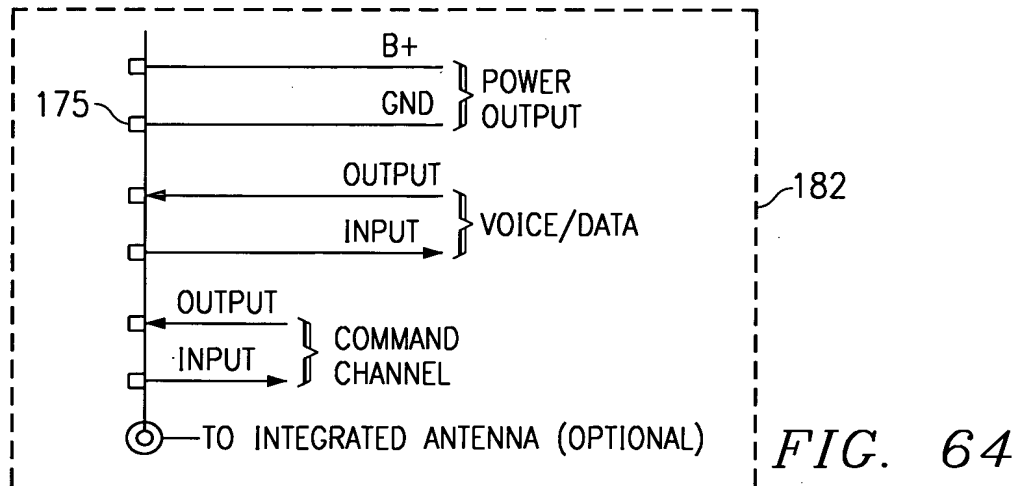 B+
GND
POWER
OUTPUT
175
OUTPUT
INPUT
VOICE/DATA
182
OUTPUT
INPUT
COMMAND
CHANNEL
TO INTEGRATED ANTENNA (OPTIONAL)
FIG. 64